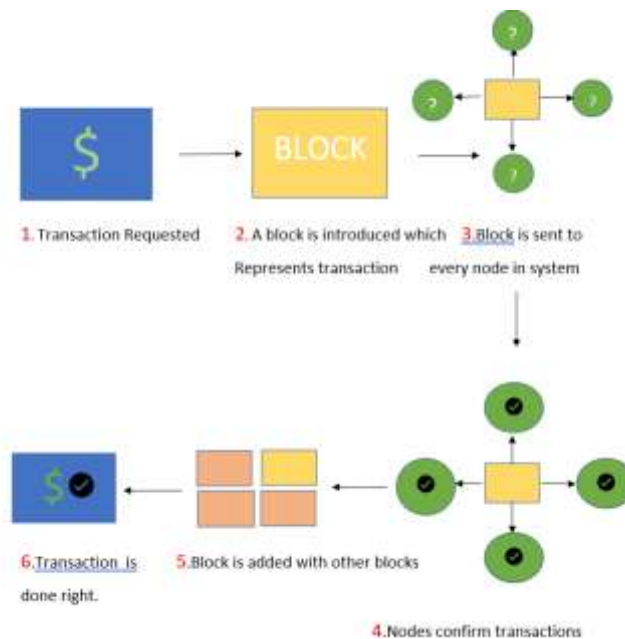 ?
? ?
$ BLOCK
?
1. Transaction Requested 2. A block is introduced which 3.Block is sent to
Represents transaction every node in system
$
6.Transaction is 5.Block is added with other blocks
done right.
4.Nodes confirm transactions